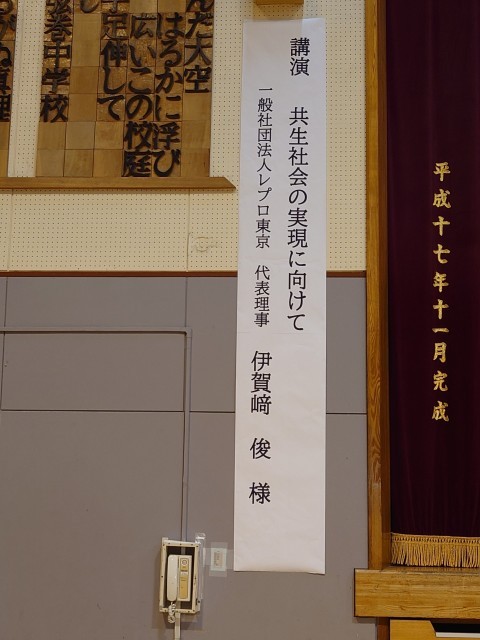 平成十七年十一月完成
講演 共生社会の実現に向けて
一般社団法人レプロ東京 代表理事 伊賀﨑 俊 様
んだ大空
はるかに浮び
広いこの校庭
手足伸して
弦巻中学校